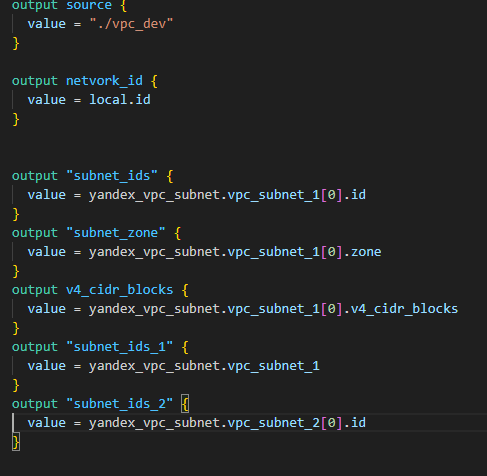 output source {
value = "./vpc_dev"
}
output netvork_id {
value = local.id
}
output "subnet_ids" {
value = yandex_vpc_subnet.vpc_subnet_1[0].id
}
output "subnet_zone" {
value = yandex_vpc_subnet.vpc_subnet_1[0].zone
}
output v4_cidr_blocks {
value = yandex_vpc_subnet.vpc_subnet_1[0].v4_cidr_blocks
}
output "subnet_ids_1" {
value = yandex_vpc_subnet.vpc_subnet_1
}
output "subnet_ids_2" {
value = yandex_vpc_subnet.vpc_subnet_2[0].id
}